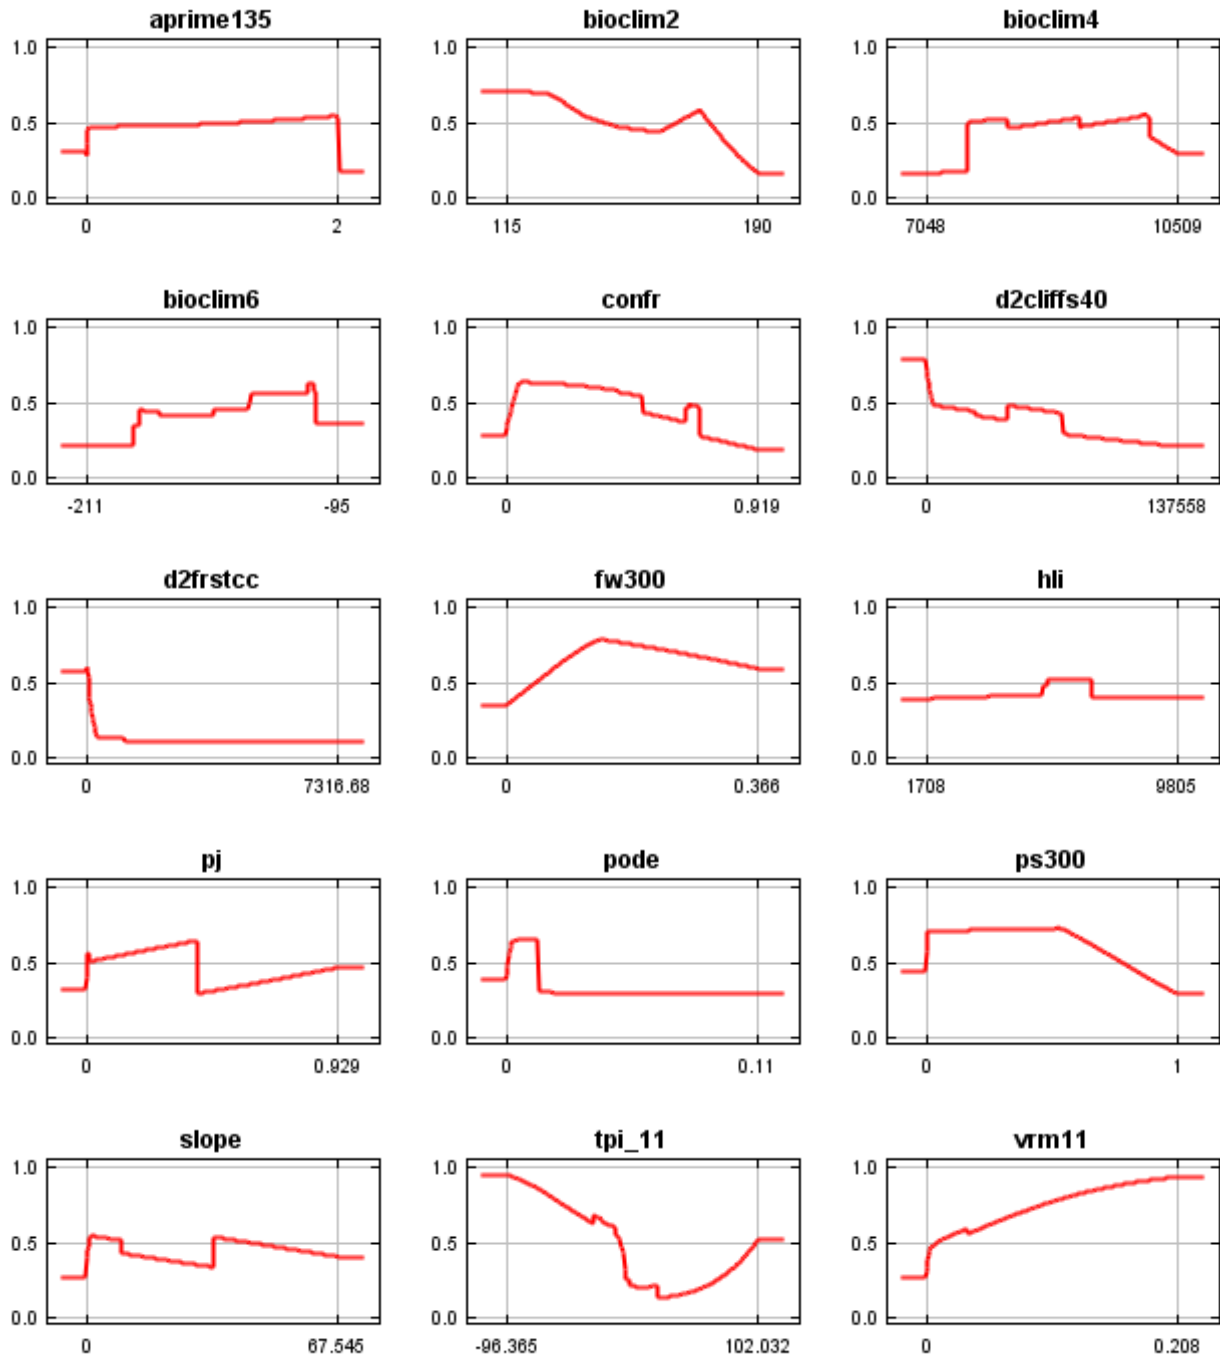 aprime135 bioclim2 bioclim4
1.0 1.0 1.0
0.5 0.5 0.5
0.0 0.0 0.0
0 2 115 190 7048 10509
bioclim6 confr d2cliffs40
1.0 1.0 1.0
0.5 0.5 0.5
0.0 0.0 0.0
-211 -95 0 0.919 0 137558
d2frstcc fw300 hli
1.0 1.0 1.0
0.5 0.5 0.5
0.0 0.0 0.0
0 7316.68 0 0.366 1708 9805
pj pode ps300
1.0 1.0 1.0
0.5 0.5 0.5
0.0 0.0 0.0
0 0.929 0 0.11 0 1
slope tpi_11 vrm11
1.0 1.0 1.0
0.5 0.5 0.5
0.0 0.0 0.0
0 67.545 -96.365 102.032 0 0.208